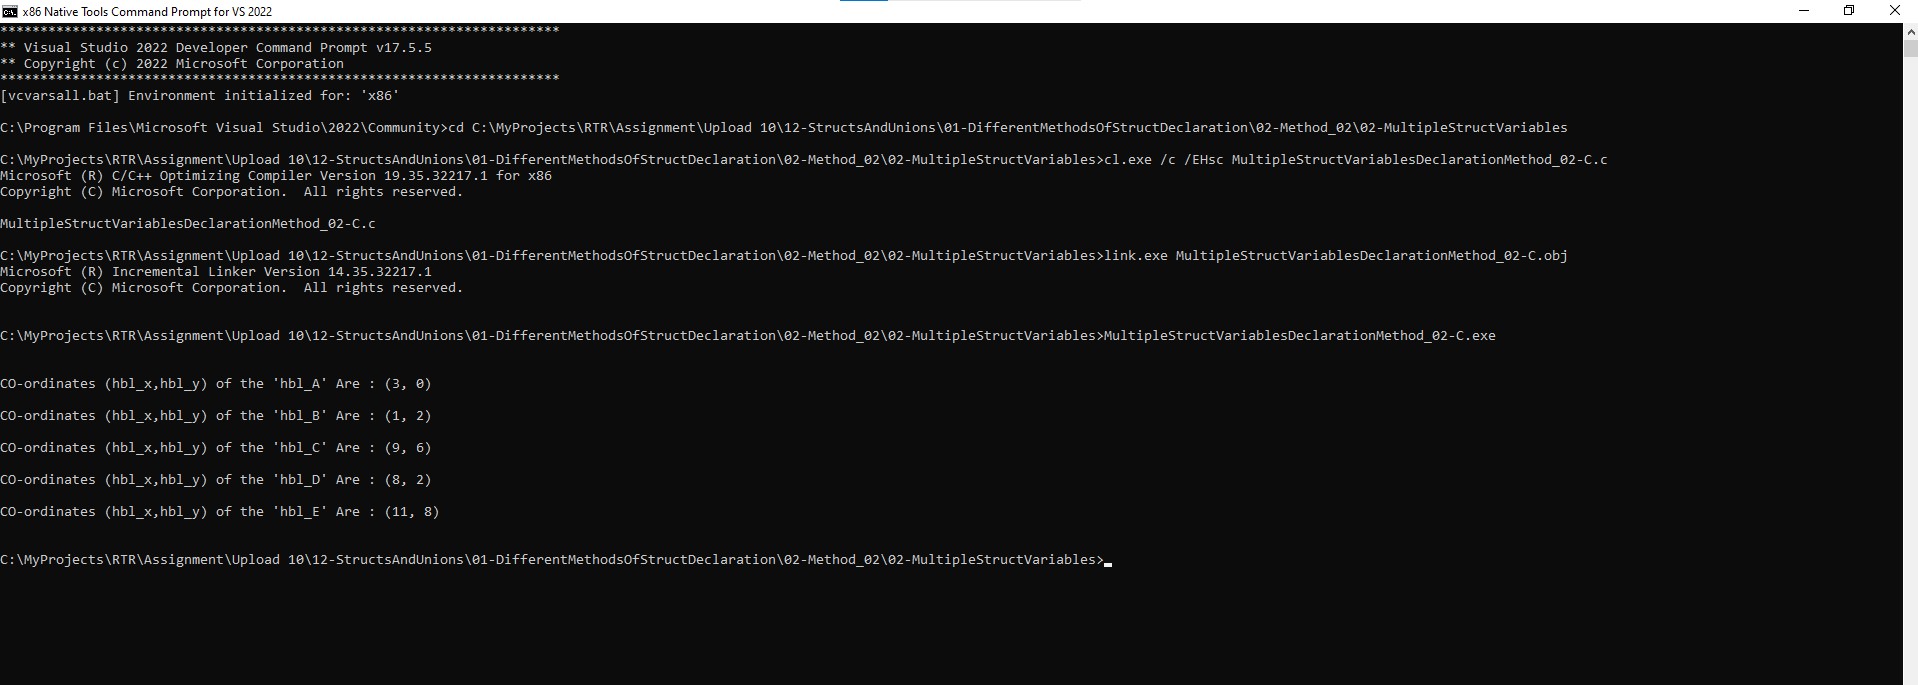 x86 Native Tools Command Prompt for VS 2022
**********************************************************************
** Visual Studio 2022 Developer Command Prompt v17.5.5
** Copyright (c) 2022 Microsoft Corporation
**********************************************************************
[vcvarsall.bat] Environment initialized for: 'x86'
C:\Program Files\Microsoft Visual Studio\2022\Community>cd C:\MyProjects\RTR\Assignment\Upload 10\12-StructsAndUnions\01-DifferentMethodsOfStructDeclaration\02-Method_02\02-MultipleStructVariables
C:\MyProjects\RTR\Assignment\Upload 10\12-StructsAndUnions\01-DifferentMethodsOfStructDeclaration\02-Method_02\02-MultipleStructVariables>cl.exe /c /EHsc MultipleStructVariablesDeclarationMethod_02-C.c
Microsoft (R) C/C++ Optimizing Compiler Version 19.35.32217.1 for x86
Copyright (C) Microsoft Corporation.  All rights reserved.
MultipleStructVariablesDeclarationMethod_02-C.c
C:\MyProjects\RTR\Assignment\Upload 10\12-StructsAndUnions\01-DifferentMethodsOfStructDeclaration\02-Method_02\02-MultipleStructVariables>link.exe MultipleStructVariablesDeclarationMethod_02-C.obj
Microsoft (R) Incremental Linker Version 14.35.32217.1
Copyright (C) Microsoft Corporation.  All rights reserved.
C:\MyProjects\RTR\Assignment\Upload 10\12-StructsAndUnions\01-DifferentMethodsOfStructDeclaration\02-Method_02\02-MultipleStructVariables>MultipleStructVariablesDeclarationMethod_02-C.exe
CO-ordinates (hbl_x,hbl_y) of the 'hbl_A' Are : (3, 0)
CO-ordinates (hbl_x,hbl_y) of the 'hbl_B' Are : (1, 2)
CO-ordinates (hbl_x,hbl_y) of the 'hbl_C' Are : (9, 6)
CO-ordinates (hbl_x,hbl_y) of the 'hbl_D' Are : (8, 2)
CO-ordinates (hbl_x,hbl_y) of the 'hbl_E' Are : (11, 8)
C:\MyProjects\RTR\Assignment\Upload 10\12-StructsAndUnions\01-DifferentMethodsOfStructDeclaration\02-Method_02\02-MultipleStructVariables>